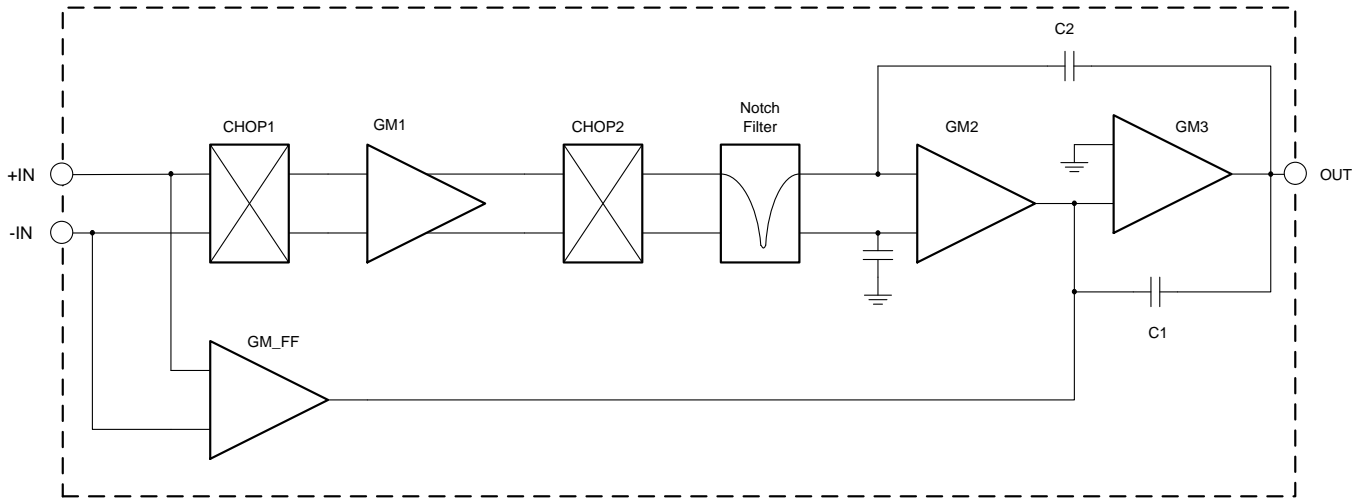 C2
Notch
Filter
CHOP1
GM1
CHOP2
GM2
GM3
+IN
OUT
-IN
C1
GM_FF